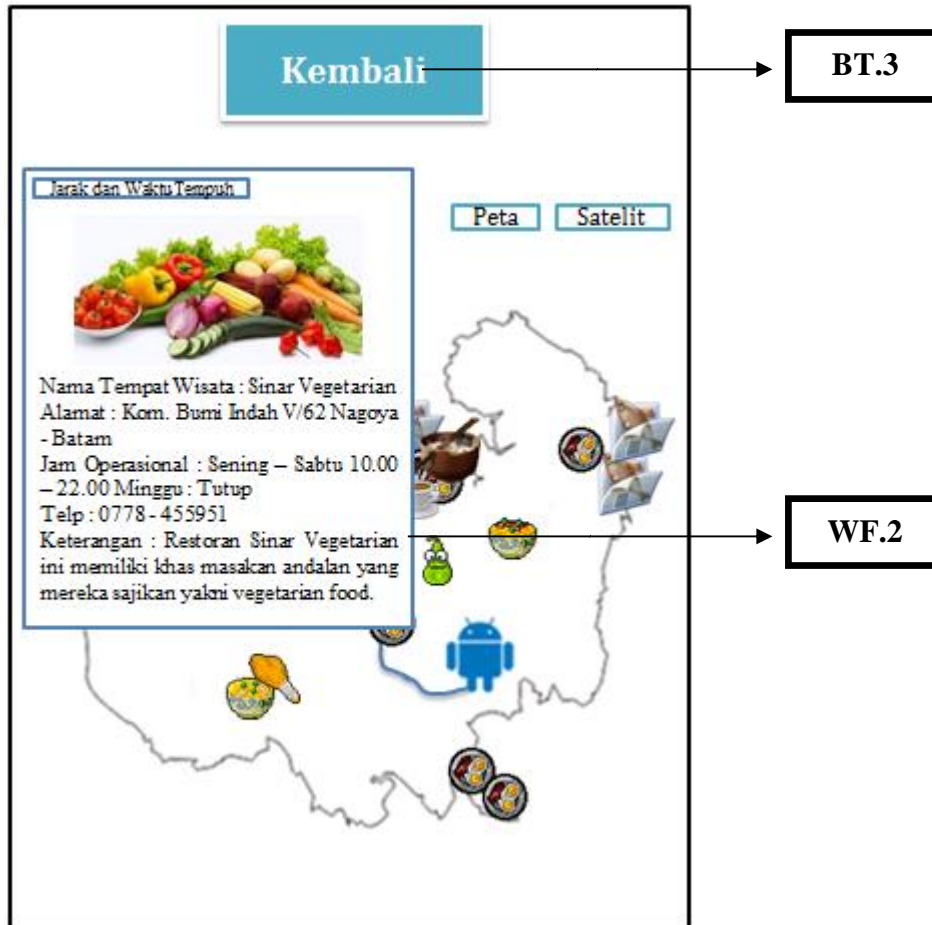 Kembali
BT.3
Jarak dan Waktu Tempuh
Peta
Satelit
Nama Tempat Wisata : Sinar Vegetarian
Alamat : Kom. Bumi Indah V/62 Nagoya
- Batam
Jam Operasional : Sening – Sabtu 10.00
– 22.00 Minggu : Tutup
Telp : 0778 - 455951
Keterangan : Restoran Sinar Vegetarian
ini memiliki khas masakan andalan yang
mereka sajikan yakni vegetarian food.
WF.2